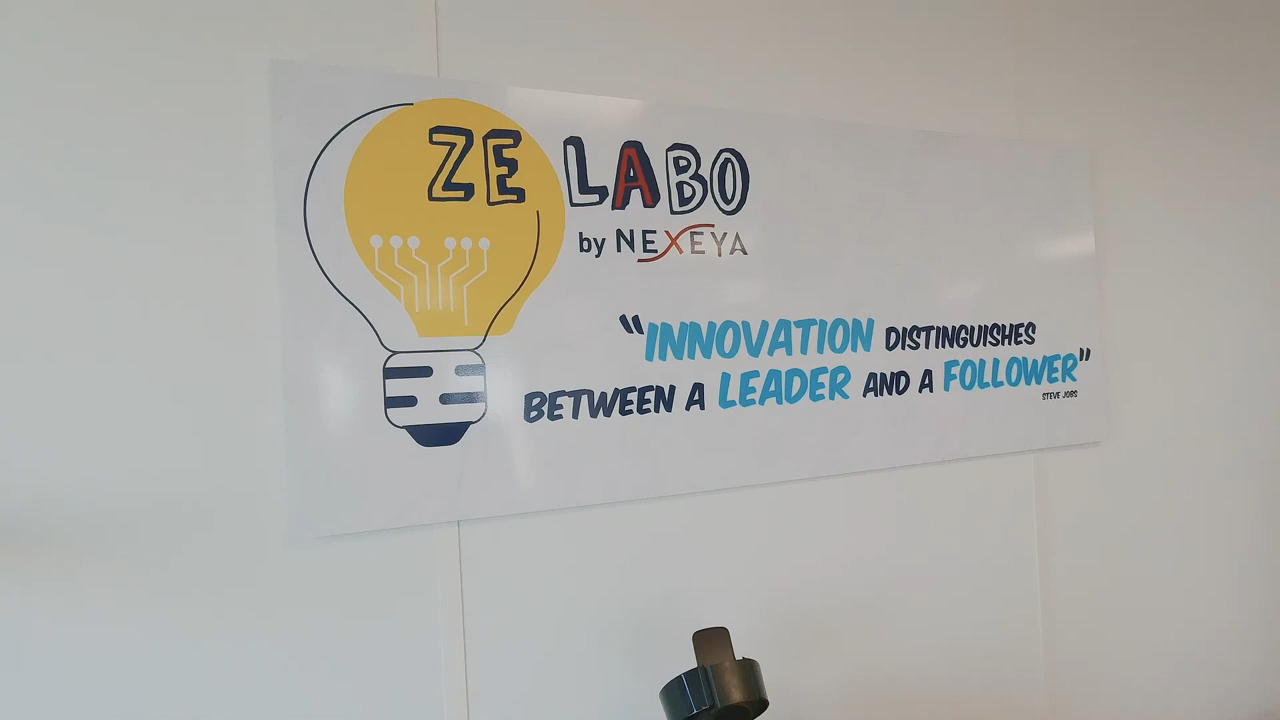 ZE LABO
by NEXEYA
“INNOVATION DISTINGUISHES
BETWEEN A LEADER AND A FOLLOWER”
STEVE JOBS